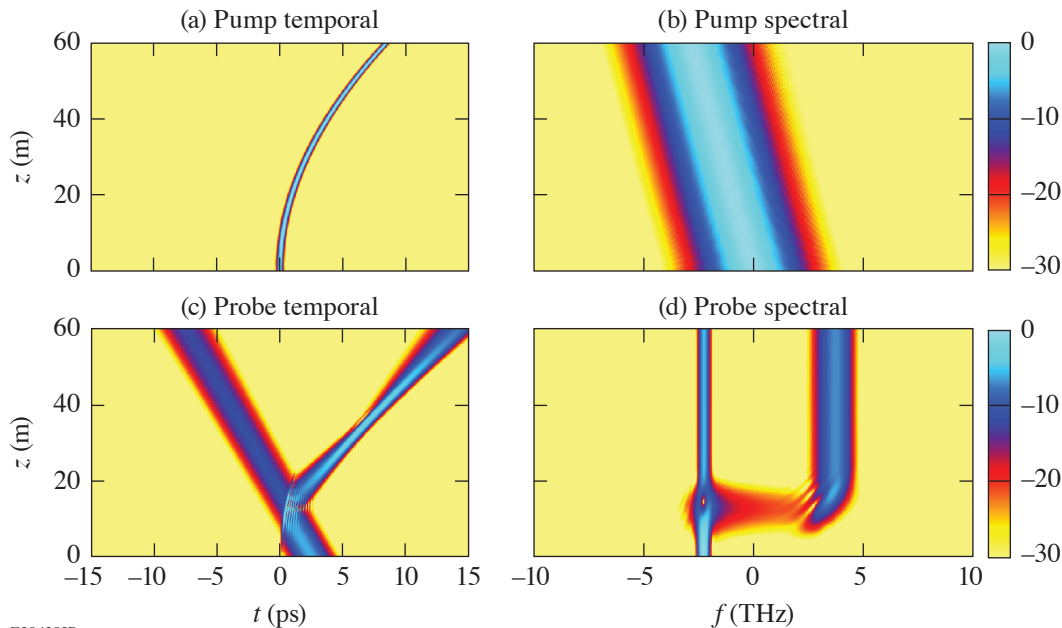 (a) Pump temporal
(b) Pump spectral
60
40
20
0
z (m)
0
–10
–20
–30
(c) Probe temporal
(d) Probe spectral
60
40
20
0
z (m)
0
–10
–20
–30
–15 –10 –5 0 5 10 15
–10 –5 0 5 10
t (ps)
f (THz)